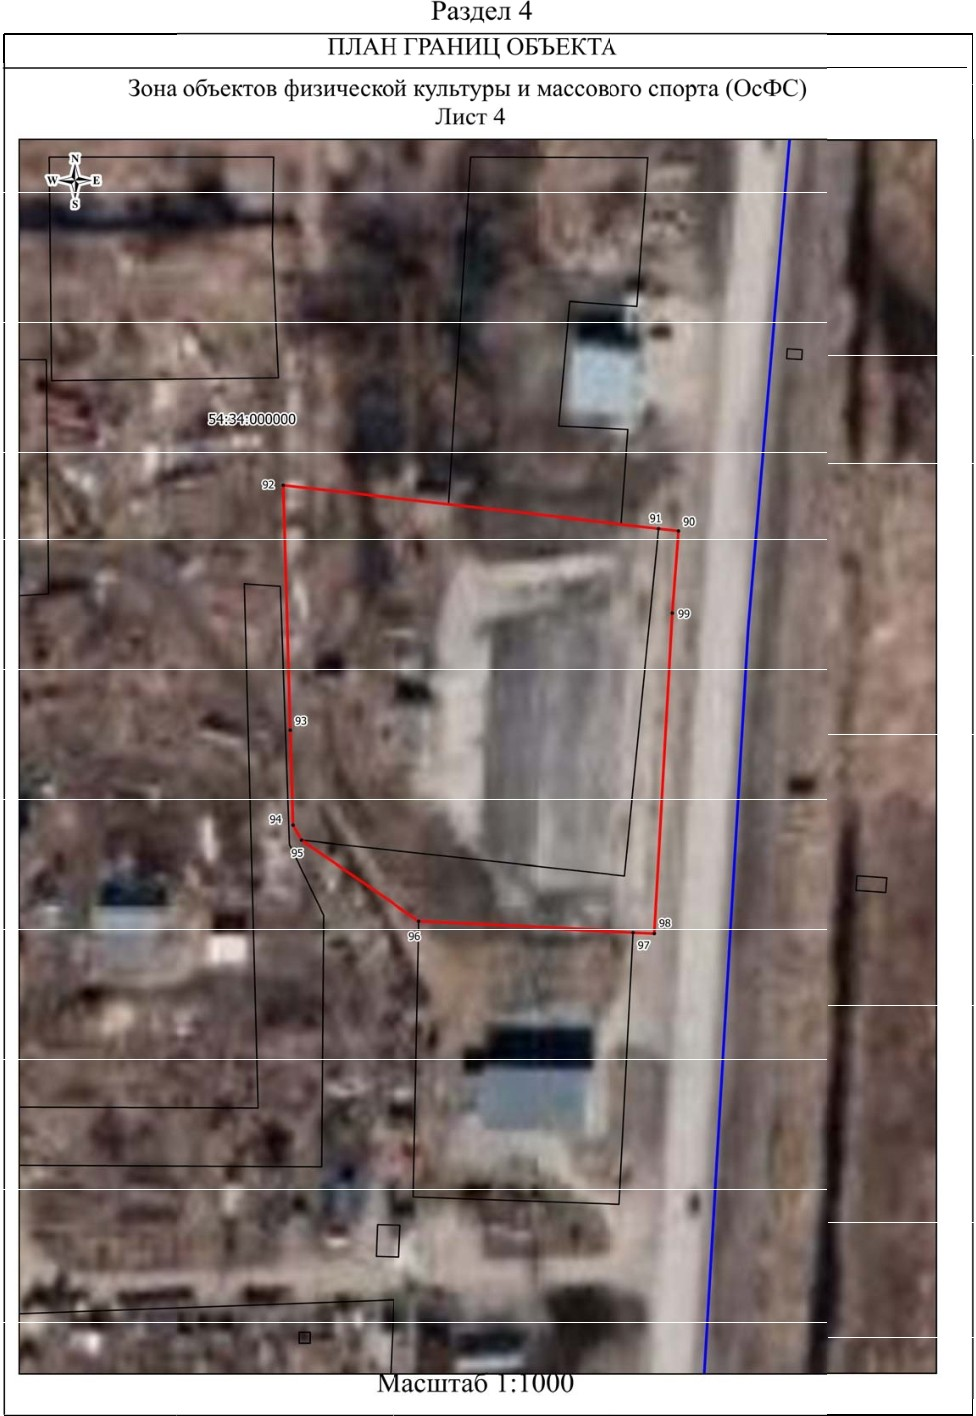 Раздел 4
ПЛАН ГРАНИЦ ОБЪЕКТА
Зона объектов физической культуры и массового спорта (ОсФС)
Лист 4
N
W E
S
54:34:000000
92
91 90
99
93
94
95
96
98
97
Масштаб 1:1000